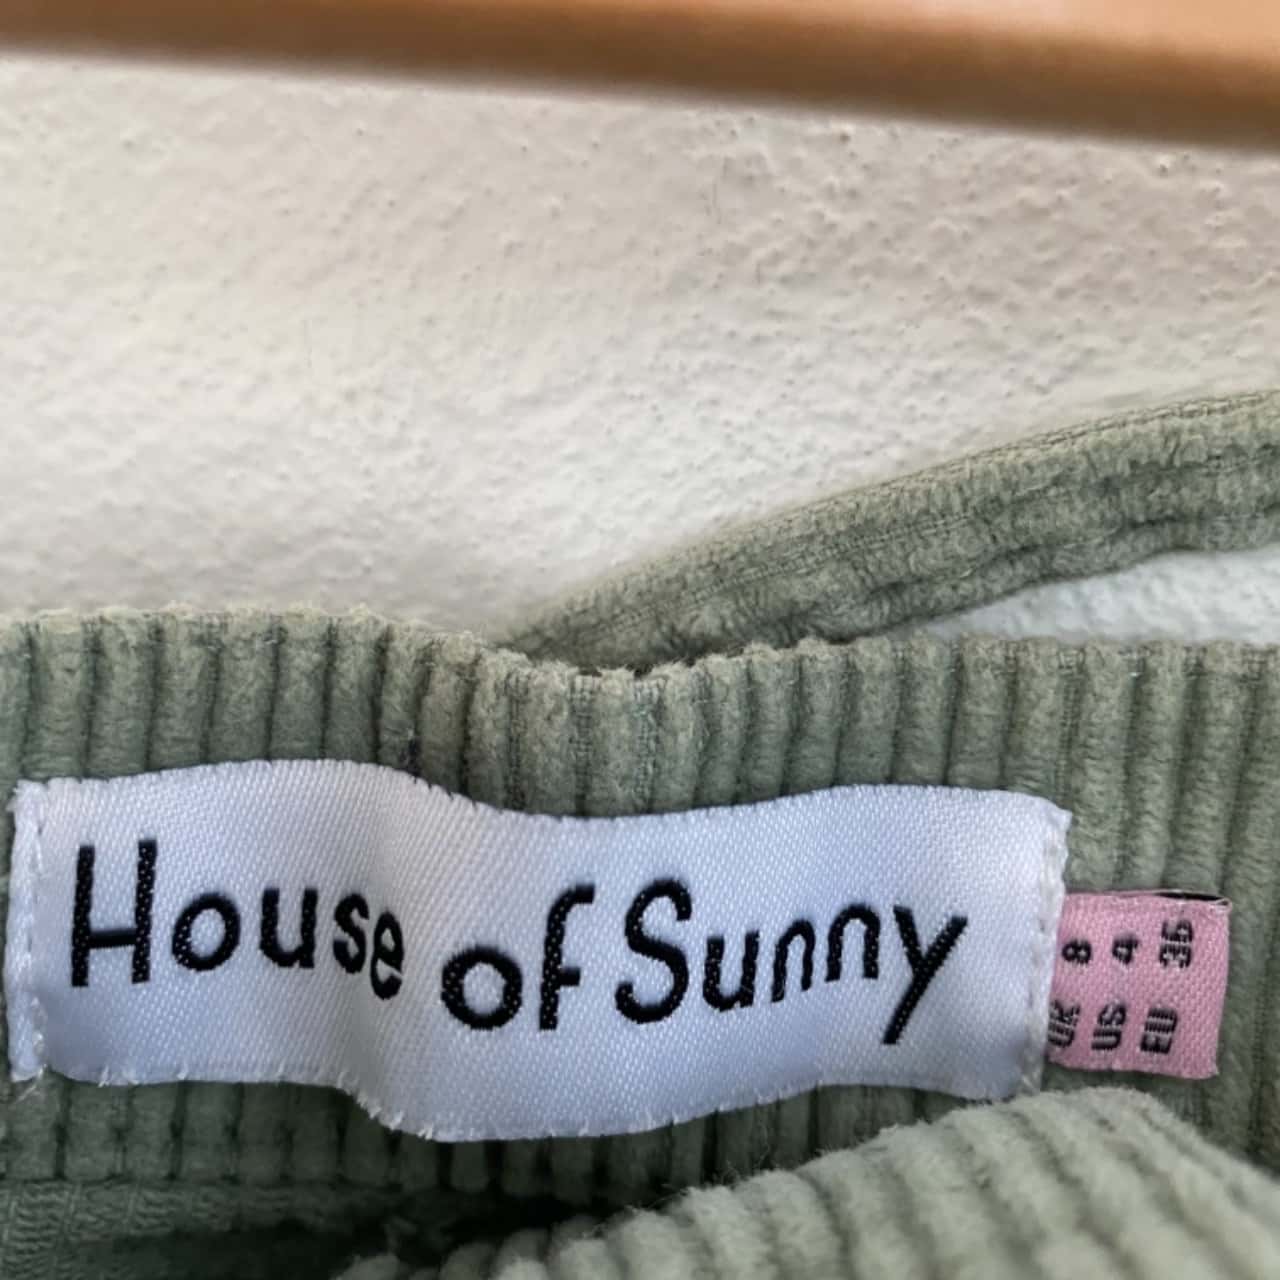 House of Sunny
UK 8
US 4
EU 36